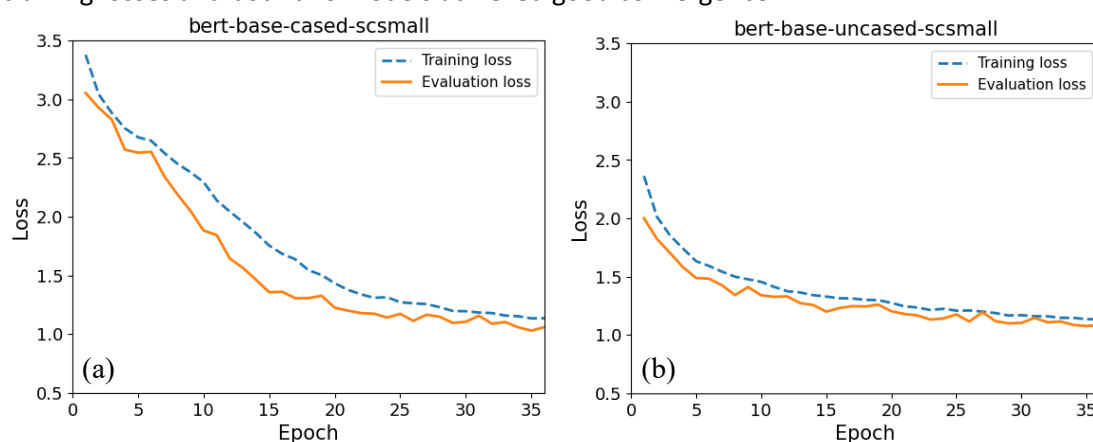 bert-base-cased-scsmall
3.5
3.0
2.5
2.0
1.5
1.0
0.5
Loss
Training loss
Evaluation loss
(a)
0 5 10 15 20 25 30 35
Epoch
bert-base-uncased-scsmall
3.5
3.0
2.5
2.0
1.5
1.0
0.5
Loss
Training loss
Evaluation loss
(b)
0 5 10 15 20 25 30 35
Epoch